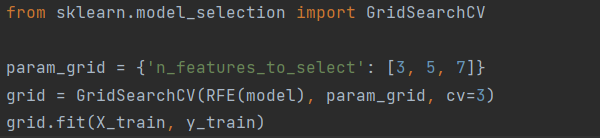 from sklearn.model_selection import GridSearchCV
param_grid = {'n_features_to_select': [3, 5, 7]}
grid = GridSearchCV(RFE(model), param_grid, cv=3)
grid.fit(X_train, y_train)